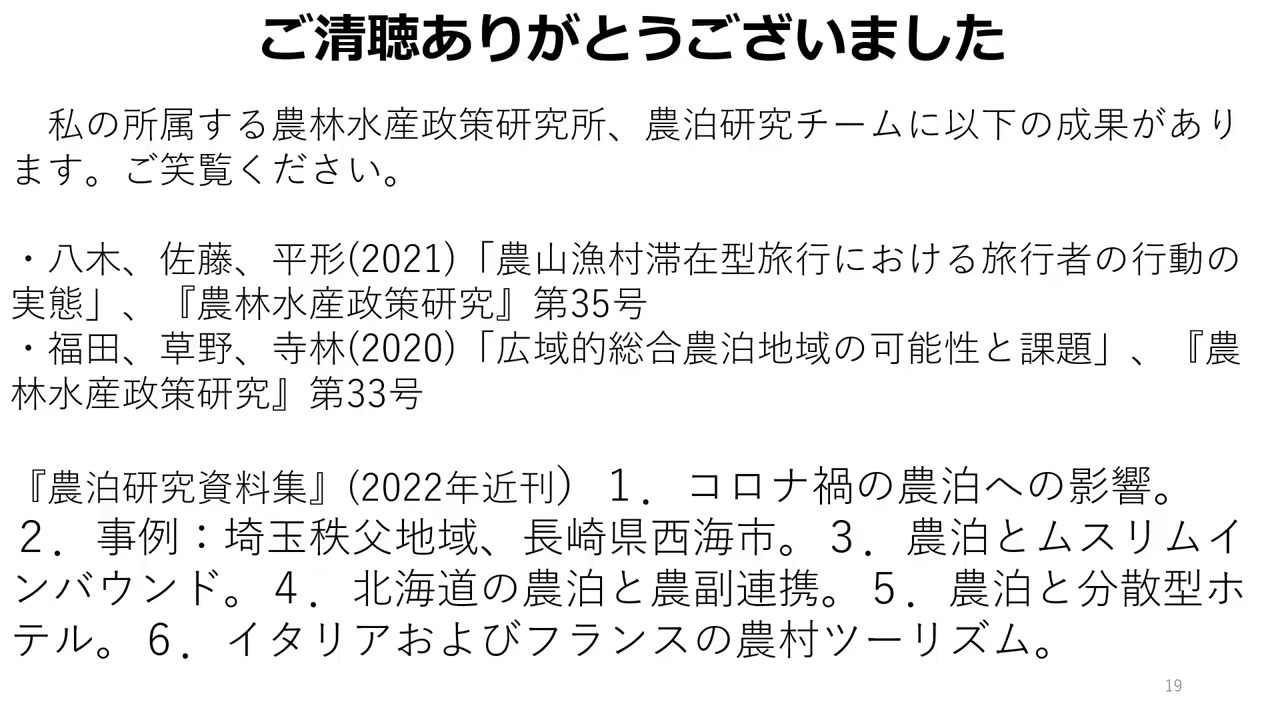 ご清聴ありがとうございました
　私の所属する農林水産政策研究所、農泊研究チームに以下の成果があり
ます。ご笑覧ください。
・八木、佐藤、平形(2021)「農山漁村滞在型旅行における旅行者の行動の
実態」、『農林水産政策研究』第35号
・福田、草野、寺林(2020)「広域的総合農泊地域の可能性と課題」、『農
林水産政策研究』第33号
『農泊研究資料集』(2022年近刊）１．コロナ禍の農泊への影響。
２．事例：埼玉秩父地域、長崎県西海市。３．農泊とムスリムイ
ンバウンド。４．北海道の農泊と農副連携。５．農泊と分散型ホ
テル。６．イタリアおよびフランスの農村ツーリズム。
19